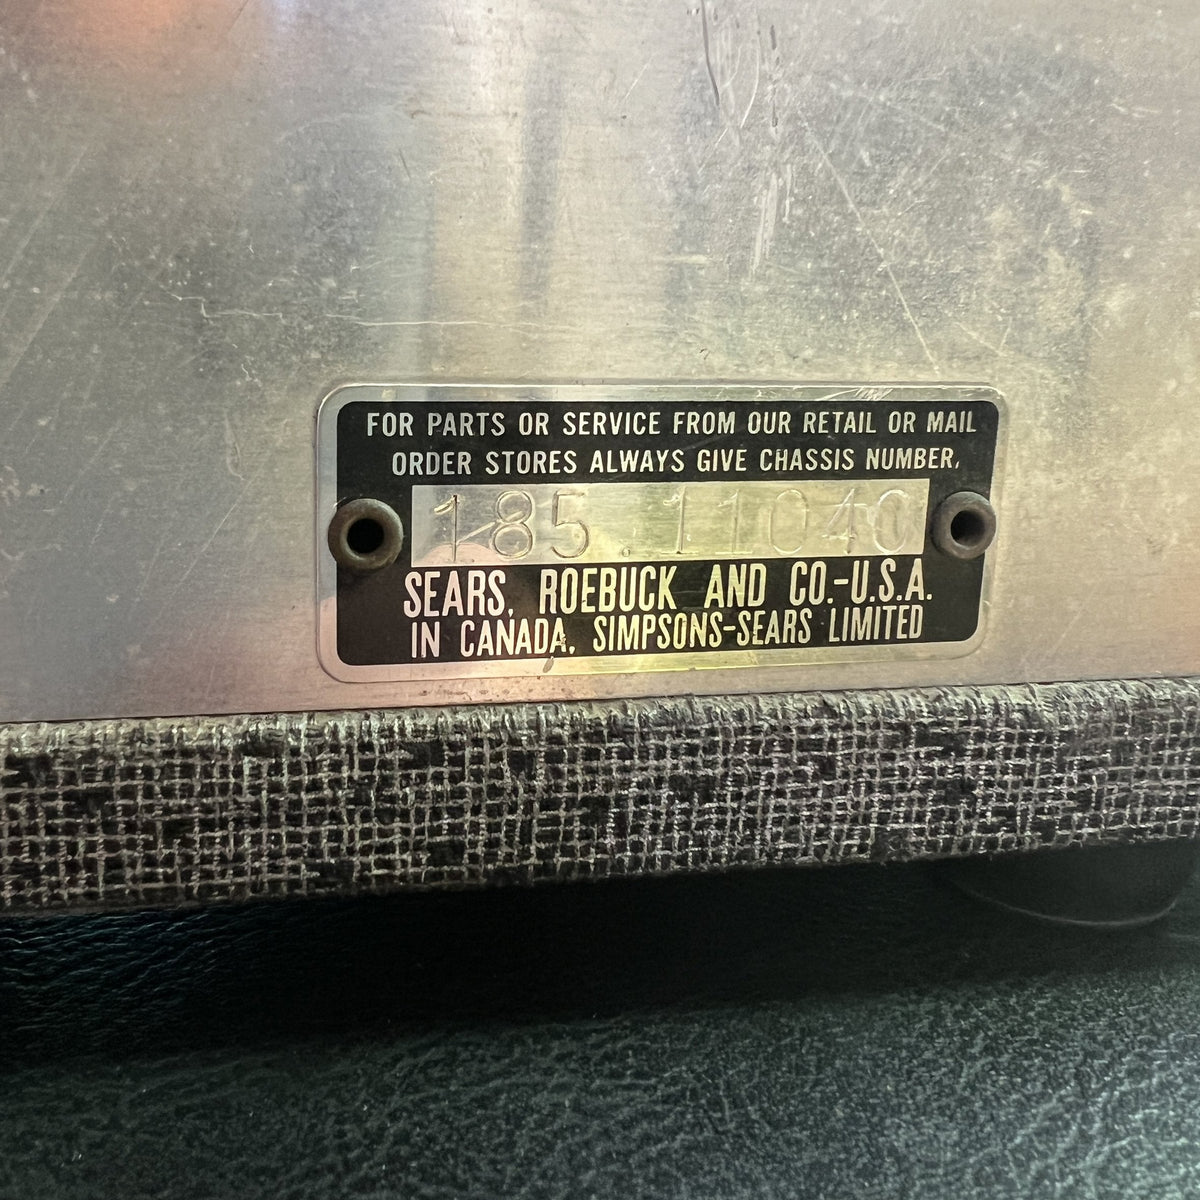 FOR PARTS OR SERVICE FROM OUR RETAIL OR MAIL
ORDER STORES ALWAYS GIVE CHASSIS NUMBER.
185.11040
SEARS, ROEBUCK AND CO.-U.S.A.
IN CANADA, SIMPSONS-SEARS LIMITED